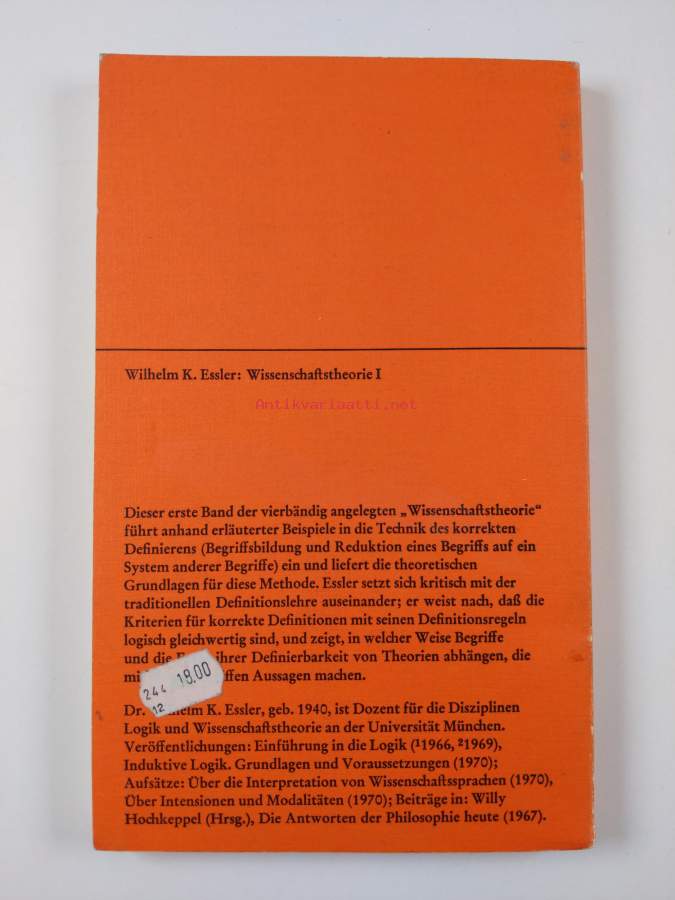 Wilhelm K. Essler: Wissenschaftstheorie I
Antikvariaatti.net
Dieser erste Band der vierbändig angelegten „Wissenschaftstheorie“
führt anhand erläuterter Beispiele in die Technik des korrekten
Definierens (Begriffsbildung und Reduktion eines Begriffs auf ein
System anderer Begriffe) ein und liefert die theoretischen
Grundlagen für diese Methode. Essler setzt sich kritisch mit der
traditionellen Definitionslehre auseinander; er weist nach, daß die
Kriterien für korrekte Definitionen mit seinen Definitionsregeln
logisch gleichwertig sind, und zeigt, in welcher Weise Begriffe
und die ihrer Definierbarkeit von Theorien abhängen, die
Aussagen machen.
244 18.00
12
Dr. Wilhelm K. Essler, geb. 1940, ist Dozent für die Disziplinen
Logik und Wissenschaftstheorie an der Universität München.
Veröffentlichungen: Einführung in die Logik (¹1966, ²1969),
Induktive Logik. Grundlagen und Voraussetzungen (1970);
Aufsätze: Über die Interpretation von Wissenschaftssprachen (1970),
Über Intensionen und Modalitäten (1970); Beiträge in: Willy
Hochkeppel (Hrsg.), Die Antworten der Philosophie heute (1967).